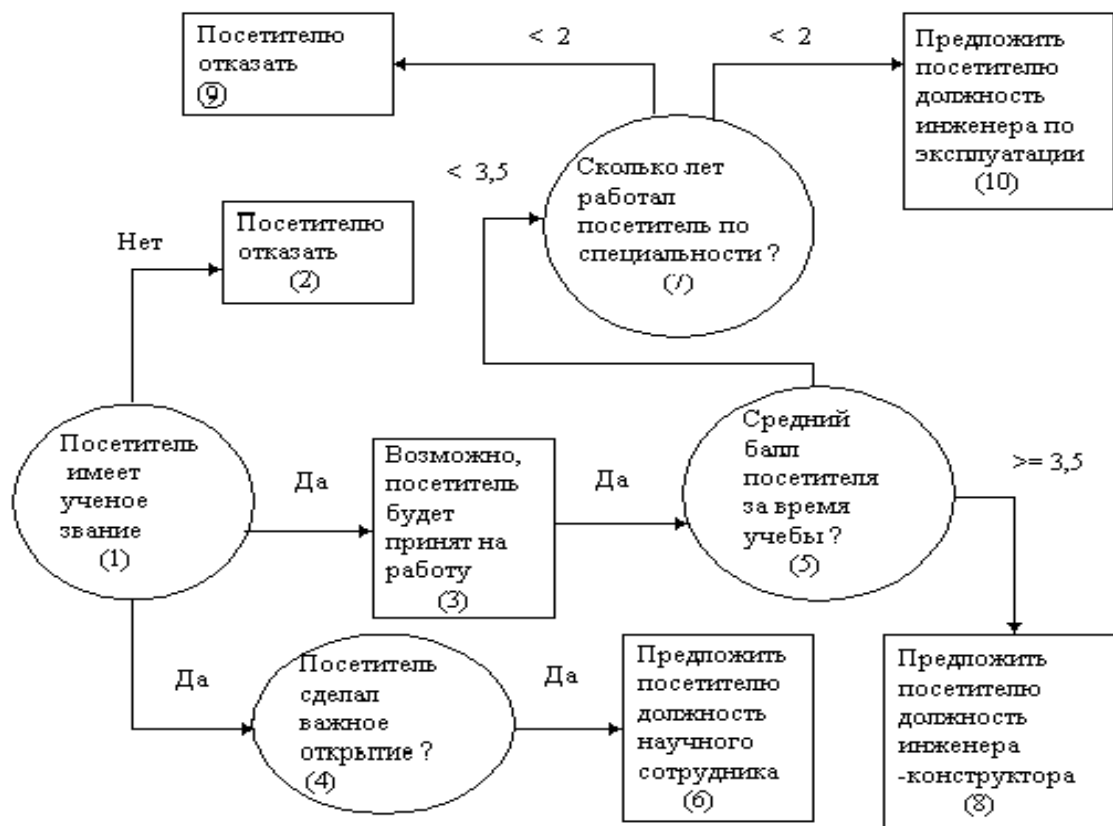 Посетителю
отказать
(9)
< 2
< 2
Предложить
посетителю
должность
инженера по
эксплуатации
(10)
Сколько лет
работал
посетитель по
специальности ?
(7)
< 3,5
Нет
Посетителю
отказать
(2)
Посетитель
имеет
ученое
звание
(1)
Да
Возможно,
посетитель
будет
принят на
работу
(3)
Да
Средний
балл
посетителя
за время
учебы ?
(5)
>= 3,5
Да
Посетитель
сделал
важное
открытие ?
(4)
Да
Предложить
посетителю
должность
научного
сотрудника
(6)
Предложить
посетителю
должность
инженера
-конструктора
(8)